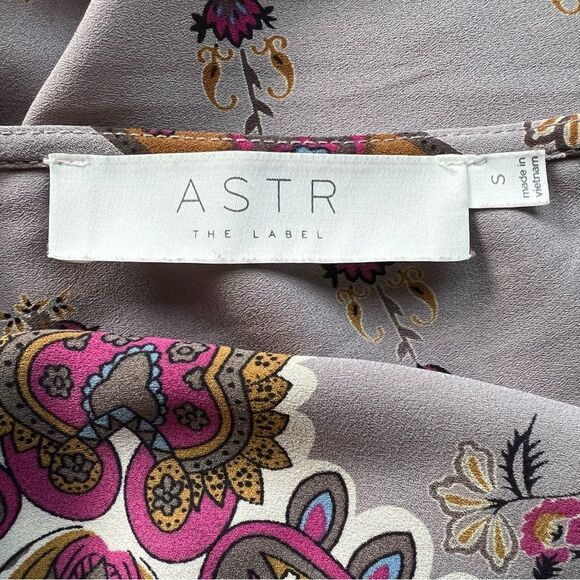 ASTR
THE LABEL
S
made in
vietnam